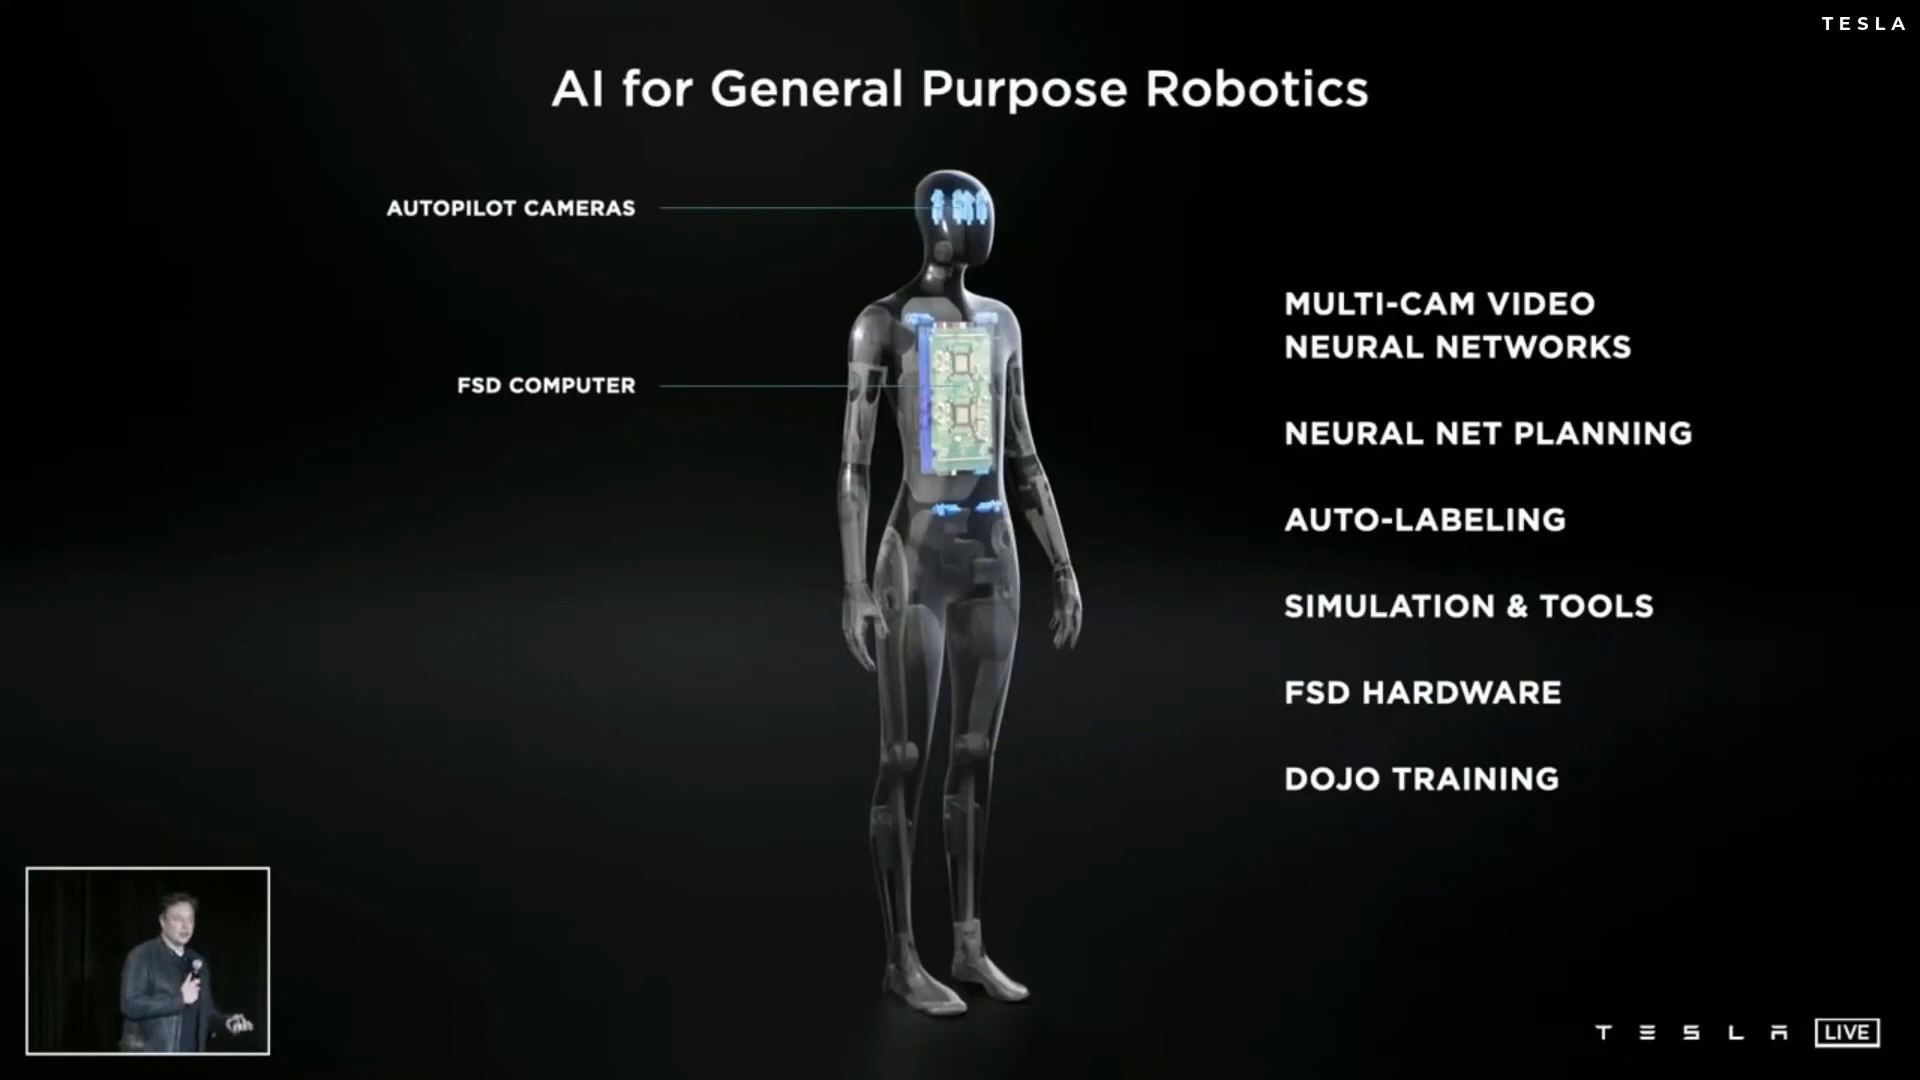 TESLA
AI for General Purpose Robotics
AUTOPILOT CAMERAS
FSD COMPUTER
MULTI-CAM VIDEO
NEURAL NETWORKS
NEURAL NET PLANNING
AUTO-LABELING
SIMULATION & TOOLS
FSD HARDWARE
DOJO TRAINING
TESLA LIVE